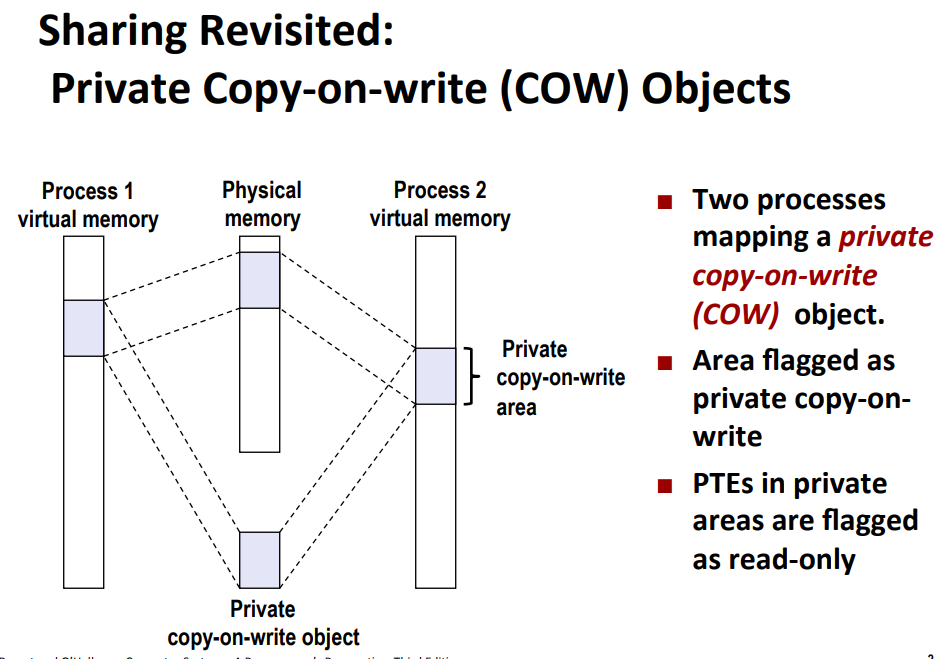 Sharing Revisited:
Private Copy-on-write (COW) Objects
Process 1
virtual memory
Physical
memory
Process 2
virtual memory
Private
copy-on-write
area
Private
copy-on-write object
■ Two processes
mapping a private
copy-on-write
(COW) object.
■ Area flagged as
private copy-on-
write
■ PTEs in private
areas are flagged
as read-only